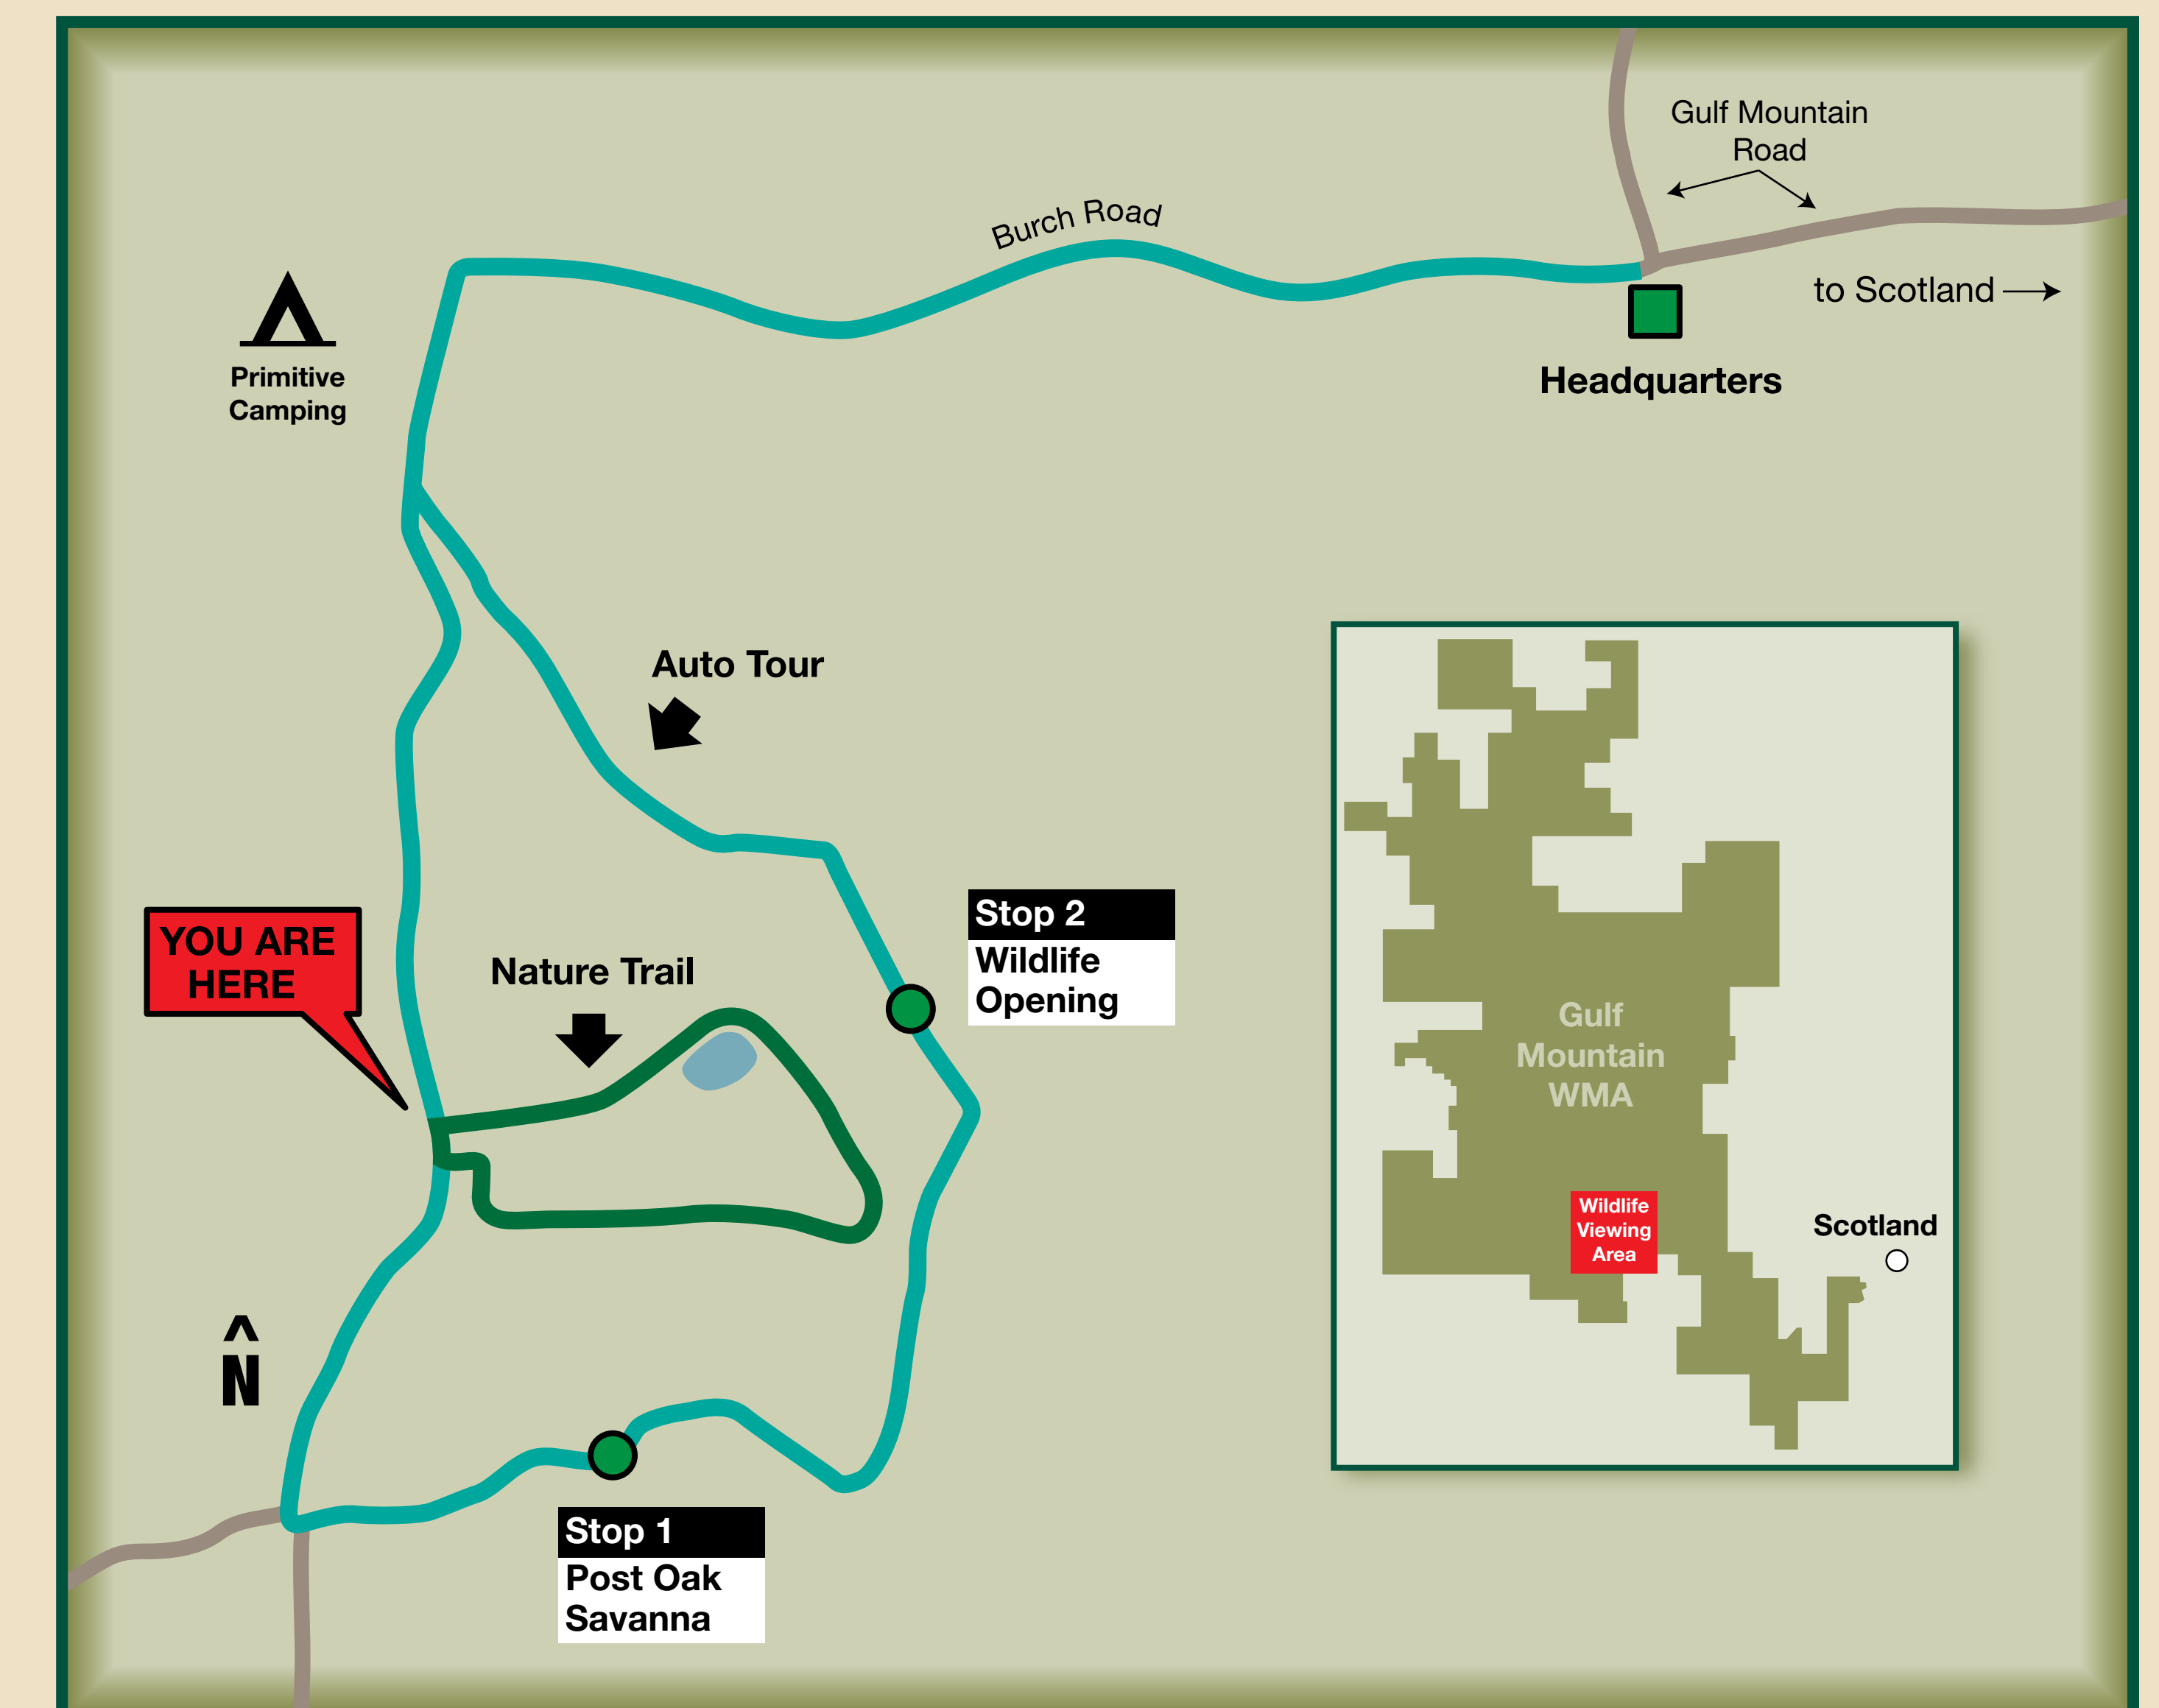 Gulf Mountain
Road
Burch Road
to Scotland
Headquarters
Primitive
Camping
Auto Tour
Stop 2
Wildlife
Opening
YOU ARE
HERE
Nature Trail
N
Stop 1
Post Oak
Savanna
Gulf
Mountain
WMA
Wildlife
Viewing
Area
Scotland